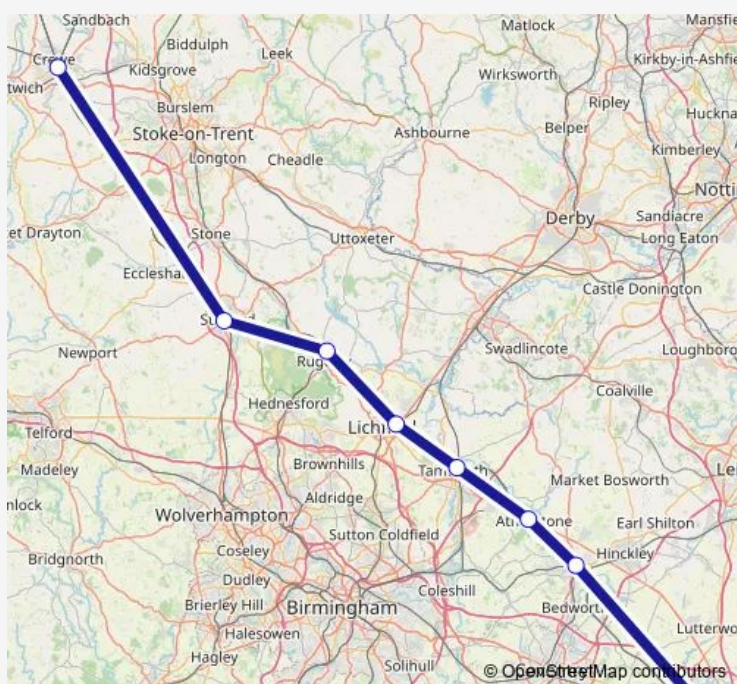 Sandbach
Matlock
Mansfi
Biddulph
Leek
Crewe
Kidsgrove
Wirksworth
Kirkby-in-Ashfie
twich
Burslem
Ripley
Huckna
Stoke-on-Trent
Ashbourne
Belper
Longton
Cheadle
Kimberley
Notti
Derby
Sandiacre
et Drayton
Stone
Uttoxeter
Long Eaton
Ecclesha
Castle Donington
Newport
Swadlincote
Loughboro
Coalville
Hednesford
Telford
Madeley
Brownhills
Market Bosworth
Lei
nlock
Aldridge
Wolverhampton
Earl Shilton
Sutton Coldfield
Bridgnorth
Coseley
Hinckley
Dudley
Coleshill
Brierley Hill
Birmingham
Bedworth
Halesowen
Lutterwo
Hagley
Solihull
© OpenStreetMap contributors